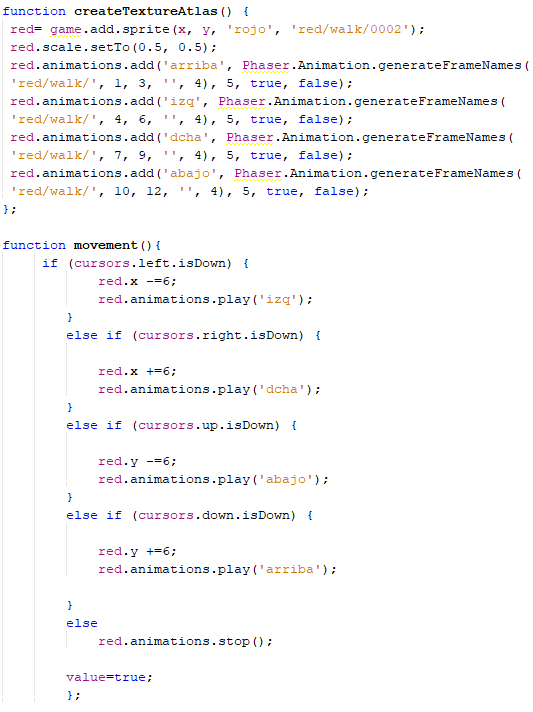 function createTextureAtlas() {
red= game.add.sprite(x, y, 'rojo', 'red/walk/0002');
red.scale.setTo(0.5, 0.5);
red.animations.add('arriba', Phaser.Animation.generateFrameNames(
'red/walk/', 1, 3, '', 4), 5, true, false);
red.animations.add('izq', Phaser.Animation.generateFrameNames(
'red/walk/', 4, 6, '', 4), 5, true, false);
red.animations.add('dcha', Phaser.Animation.generateFrameNames(
'red/walk/', 7, 9, '', 4), 5, true, false);
red.animations.add('abajo', Phaser.Animation.generateFrameNames(
'red/walk/', 10, 12, '', 4), 5, true, false);
};
function movement(){
if (cursors.left.isDown) {
red.x -=6;
red.animations.play('izq');
}
else if (cursors.right.isDown) {
red.x +=6;
red.animations.play('dcha');
}
else if (cursors.up.isDown) {
red.y -=6;
red.animations.play('abajo');
}
else if (cursors.down.isDown) {
red.y +=6;
red.animations.play('arriba');
}
else
red.animations.stop();
value=true;
};